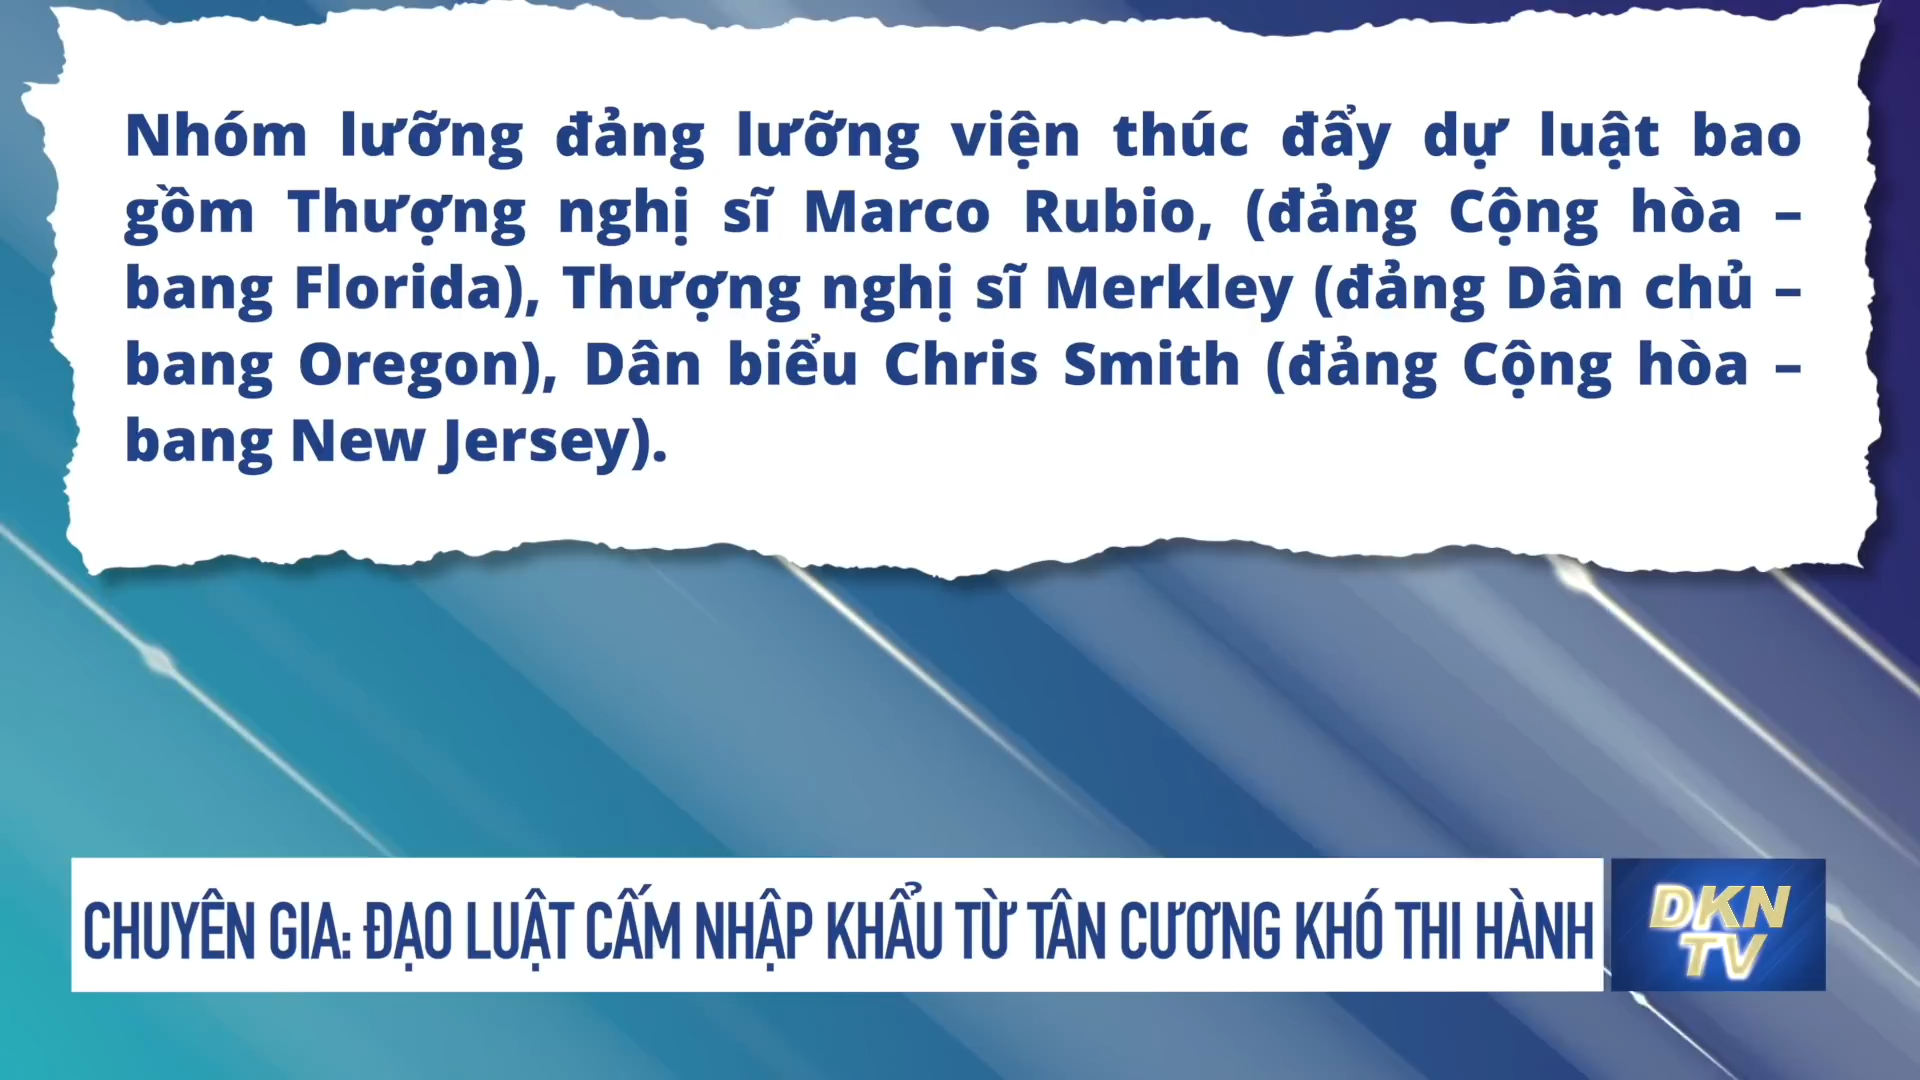 Nhóm lưỡng đảng lưỡng viện thúc đẩy dự luật bao
gồm Thượng nghị sĩ Marco Rubio, (đảng Cộng hòa –
bang Florida), Thượng nghị sĩ Merkley (đảng Dân chủ –
bang Oregon), Dân biểu Chris Smith (đảng Cộng hòa –
bang New Jersey).
CHUYÊN GIA: ĐẠO LUẬT CẤM NHẬP KHẨU TỪ TÂN CƯƠNG KHÓ THI HÀNH
DKN
TV